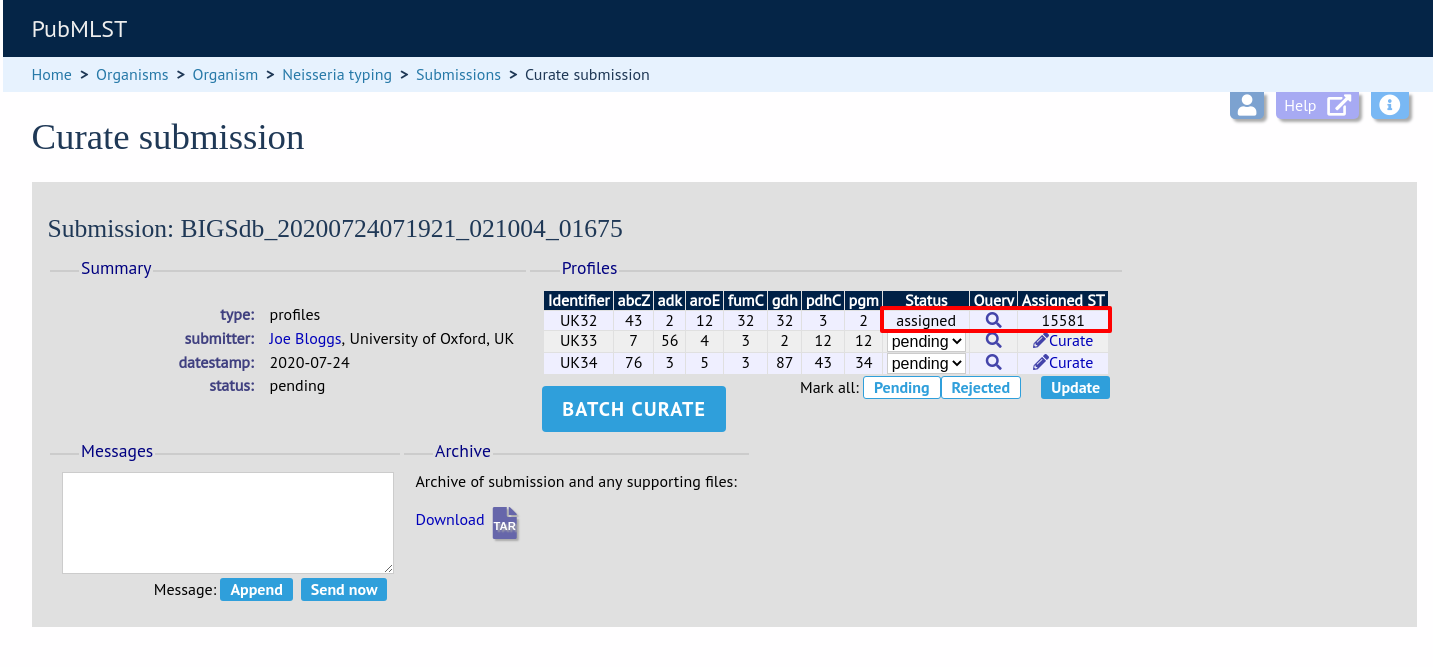 PubMLST
Home > Organisms > Organism > Neisseria typing > Submissions > Curate submission
Help
Curate submission
Submission: BIGSdb_20200724071921_021004_01675
Summary
type: profiles
submitter: Joe Bloggs, University of Oxford, UK
datestamp: 2020-07-24
status: pending
Profiles
Identifier abcZ adk aroE fumC gdh pdhC pgm Status Query Assigned ST
UK32 43 2 12 32 32 3 2 assigned 15581
UK33 7 56 4 3 2 12 12 pending Curate
UK34 76 3 5 3 87 43 34 pending Curate
Mark all: Pending Rejected Update
BATCH CURATE
Messages
Message: Append Send now
Archive
Archive of submission and any supporting files:
Download TAR